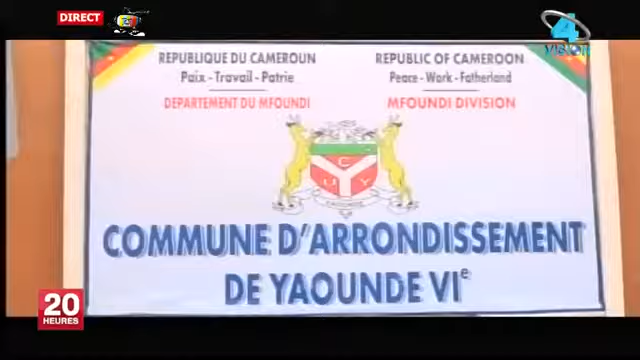 DIRECT
4
vision
REPUBLIQUE DU CAMEROUN
Paix - Travail - Patrie
DEPARTEMENT DU MFOUNDI
REPUBLIC OF CAMEROON
Peace - Work - Fatherland
MFOUNDI DIVISION
C
U Y
COMMUNE D'ARRONDISSEMENT
DE YAOUNDE VIe
20
HEURES